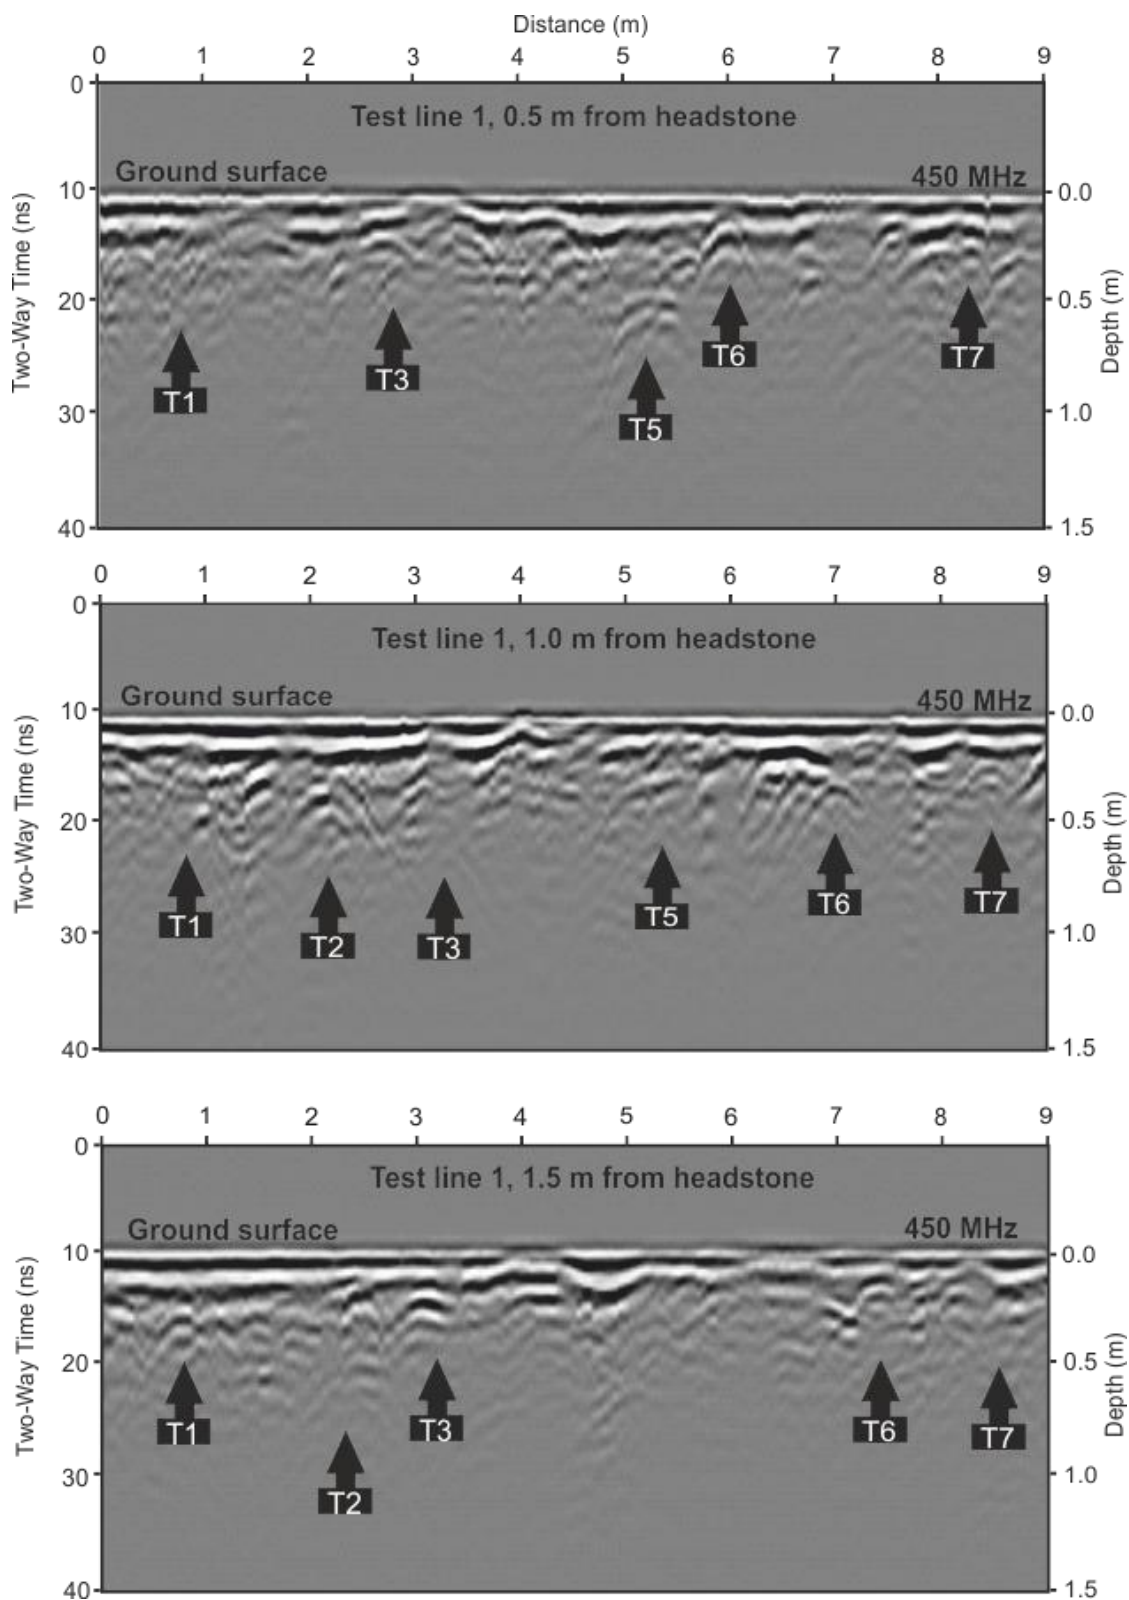 Distance (m)
0 1 2 3 4 5 6 7 8 9
Test line 1, 0.5 m from headstone
Ground surface
450 MHz
Two-Way Time (ns)
0
10
20
30
40
Depth (m)
0.0
0.5
1.0
1.5
T1
T3
T5
T6
T7
0 1 2 3 4 5 6 7 8 9
Test line 1, 1.0 m from headstone
Ground surface
450 MHz
Two-Way Time (ns)
0
10
20
30
40
Depth (m)
0.0
0.5
1.0
1.5
T1
T2
T3
T5
T6
T7
0 1 2 3 4 5 6 7 8 9
Test line 1, 1.5 m from headstone
Ground surface
450 MHz
Two-Way Time (ns)
0
10
20
30
40
Depth (m)
0.0
0.5
1.0
1.5
T1
T2
T3
T6
T7